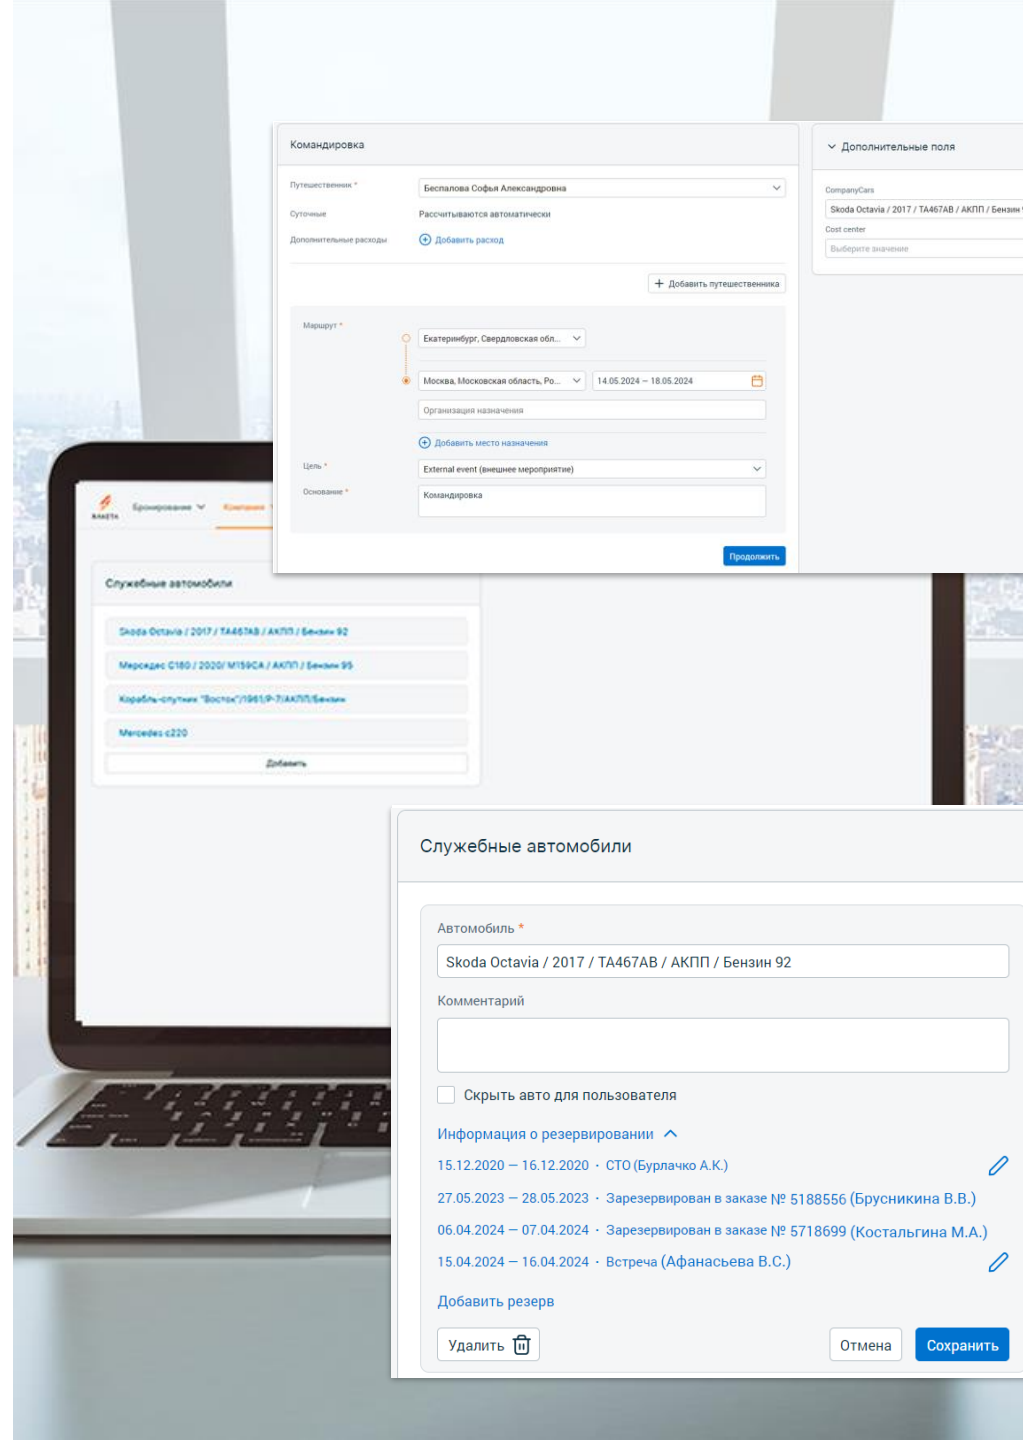 Командировка
Дополнительные поля
Путешественник *
Беспалова Софья Александровна
CompanyCars
Суточные
Рассчитываются автоматически
Skoda Octavia / 2017 / TA467AB / АКПП / Бензин
Cost center
Дополнительные расходы
Добавить расход
Выберите значение
Добавить путешественника
Маршрут *
Екатеринбург, Свердловская обл...
Москва, Московская область, Ро...
14.05.2024 — 18.05.2024
Организация назначения
Добавить место назначения
Цель *
External event (внешнее мероприятие)
Основание *
Командировка
Продолжить
РАКЕТА
Бронирование
Компания
Служебные автомобили
Skoda Octavia / 2017 / TA467AB / АКПП / Бензин 92
Мерседес C180 / 2020/ M159CA / АКПП / Бензин 95
Корабль-спутник "Восток"/1961/Р-7/АКПП/Бензин
Mercedes c220
Добавить
Служебные автомобили
Автомобиль *
Skoda Octavia / 2017 / TA467AB / АКПП / Бензин 92
Комментарий
Скрыть авто для пользователя
Информация о резервировании
15.12.2020 — 16.12.2020 · СТО (Бурлачко А.К.)
27.05.2023 — 28.05.2023 · Зарезервирован в заказе № 5188556 (Брусникина В.В.)
06.04.2024 — 07.04.2024 · Зарезервирован в заказе № 5718699 (Костальгина М.А.)
15.04.2024 — 16.04.2024 · Встреча (Афанасьева В.С.)
Добавить резерв
Удалить
Отмена
Сохранить